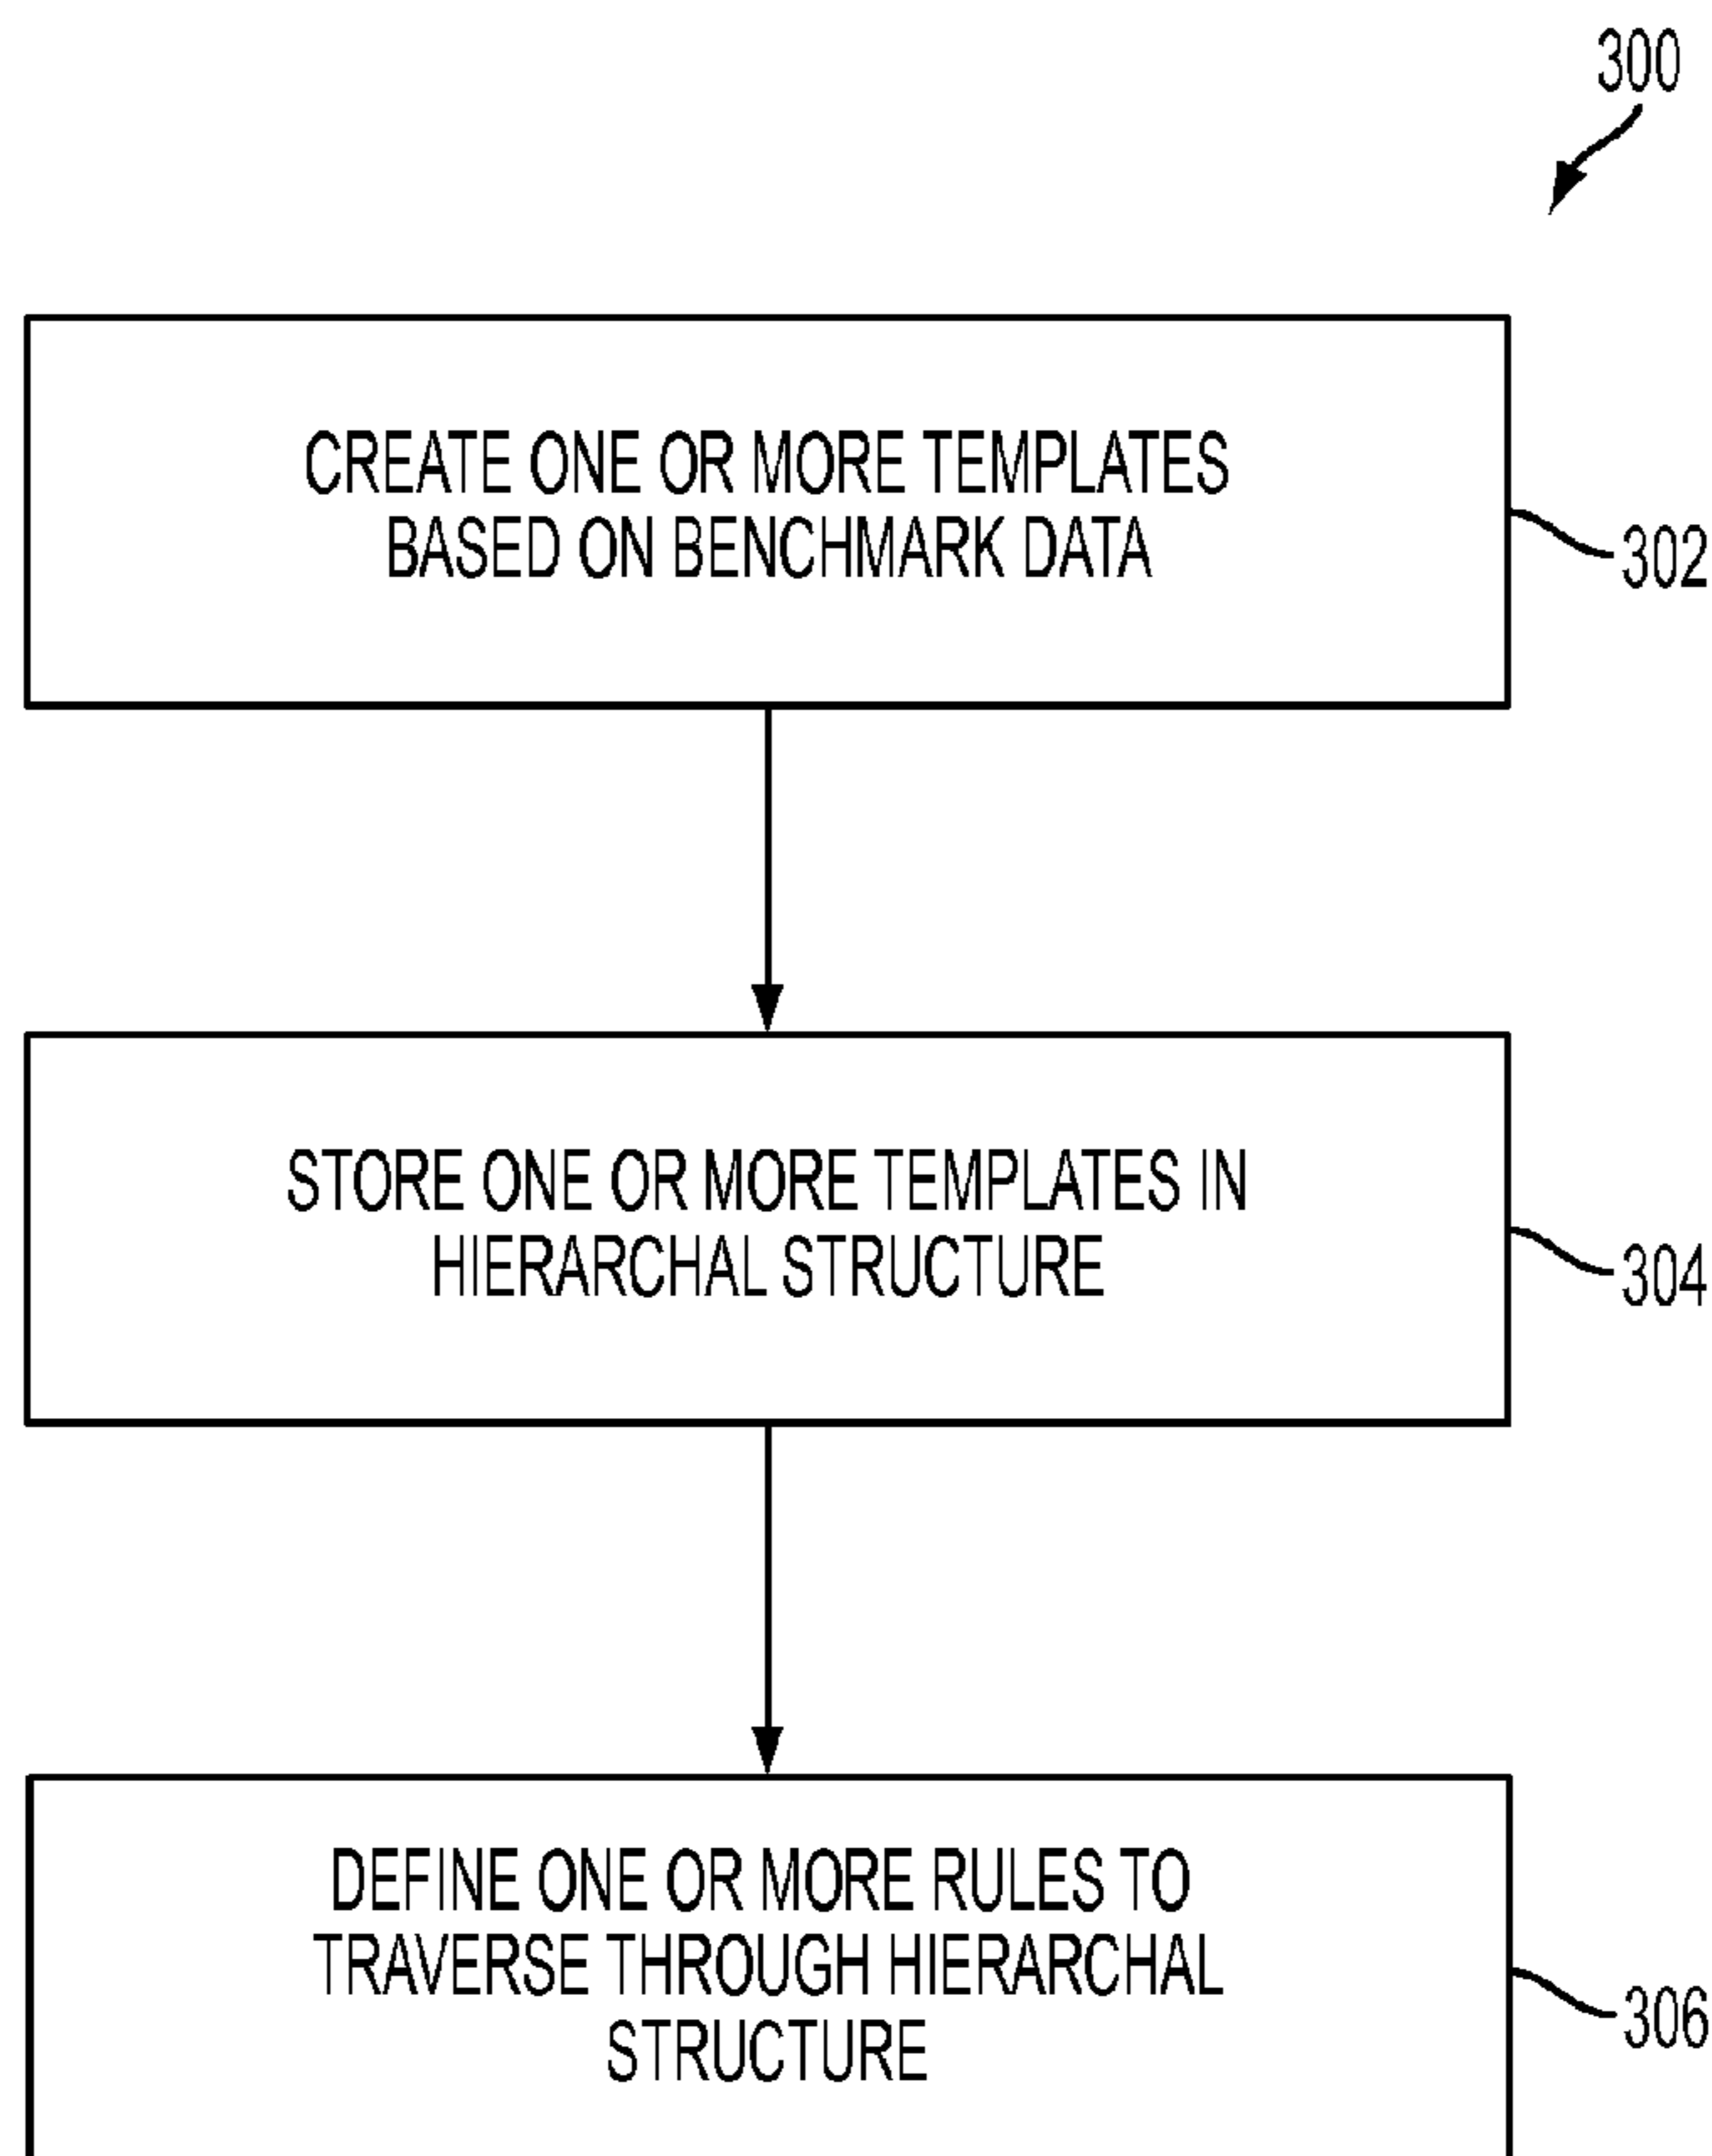 300
CREATE ONE OR MORE TEMPLATES
BASED ON BENCHMARK DATA
302
STORE ONE OR MORE TEMPLATES IN
HIERARCHAL STRUCTURE
304
DEFINE ONE OR MORE RULES TO
TRAVERSE THROUGH HIERARCHAL
STRUCTURE
306